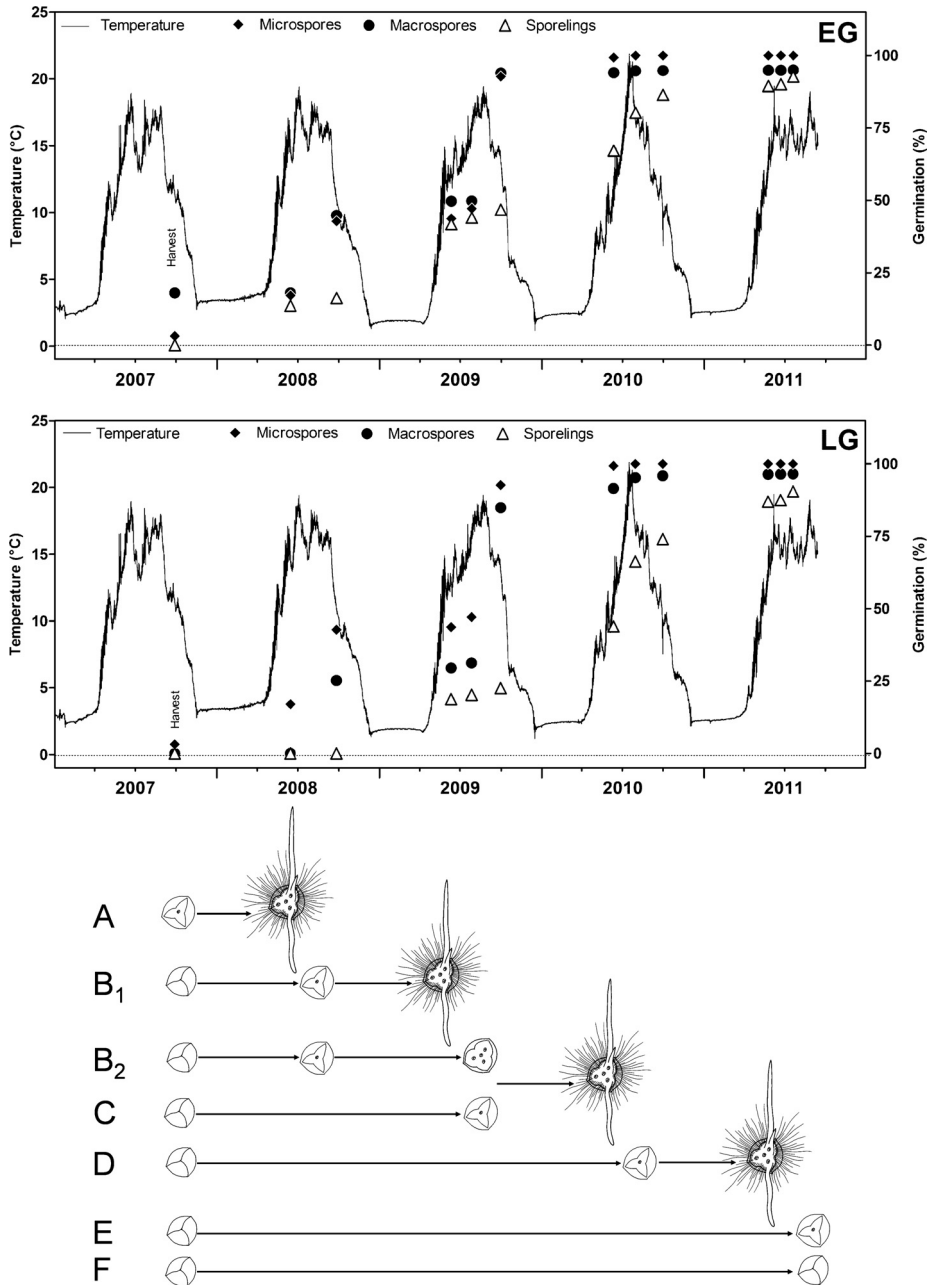 Temperature Microspores Macrospores Sporelings EG
25
20
15
10
5
0
Temperature (°C)
100
75
50
25
0
Germination (%)
Harvest
2007 2008 2009 2010 2011
Temperature Microspores Macrospores Sporelings LG
25
20
15
10
5
0
Temperature (°C)
100
75
50
25
0
Germination (%)
Harvest
2007 2008 2009 2010 2011
A
B1
B2
C
D
E
F